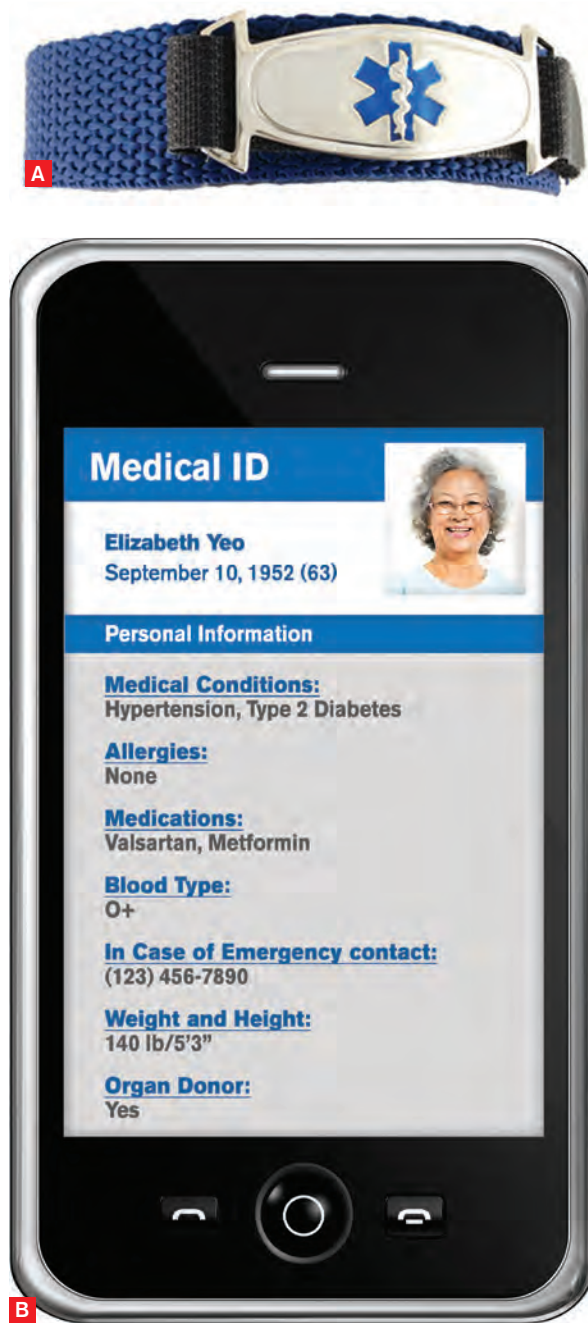 A
Medical ID
Elizabeth Yeo
September 10, 1952 (63)
Personal Information
Medical Conditions:
Hypertension, Type 2 Diabetes
Allergies:
None
Medications:
Valsartan, Metformin
Blood Type:
O+
In Case of Emergency contact:
(123) 456-7890
Weight and Height:
140 lb/5’3”
Organ Donor:
Yes
B